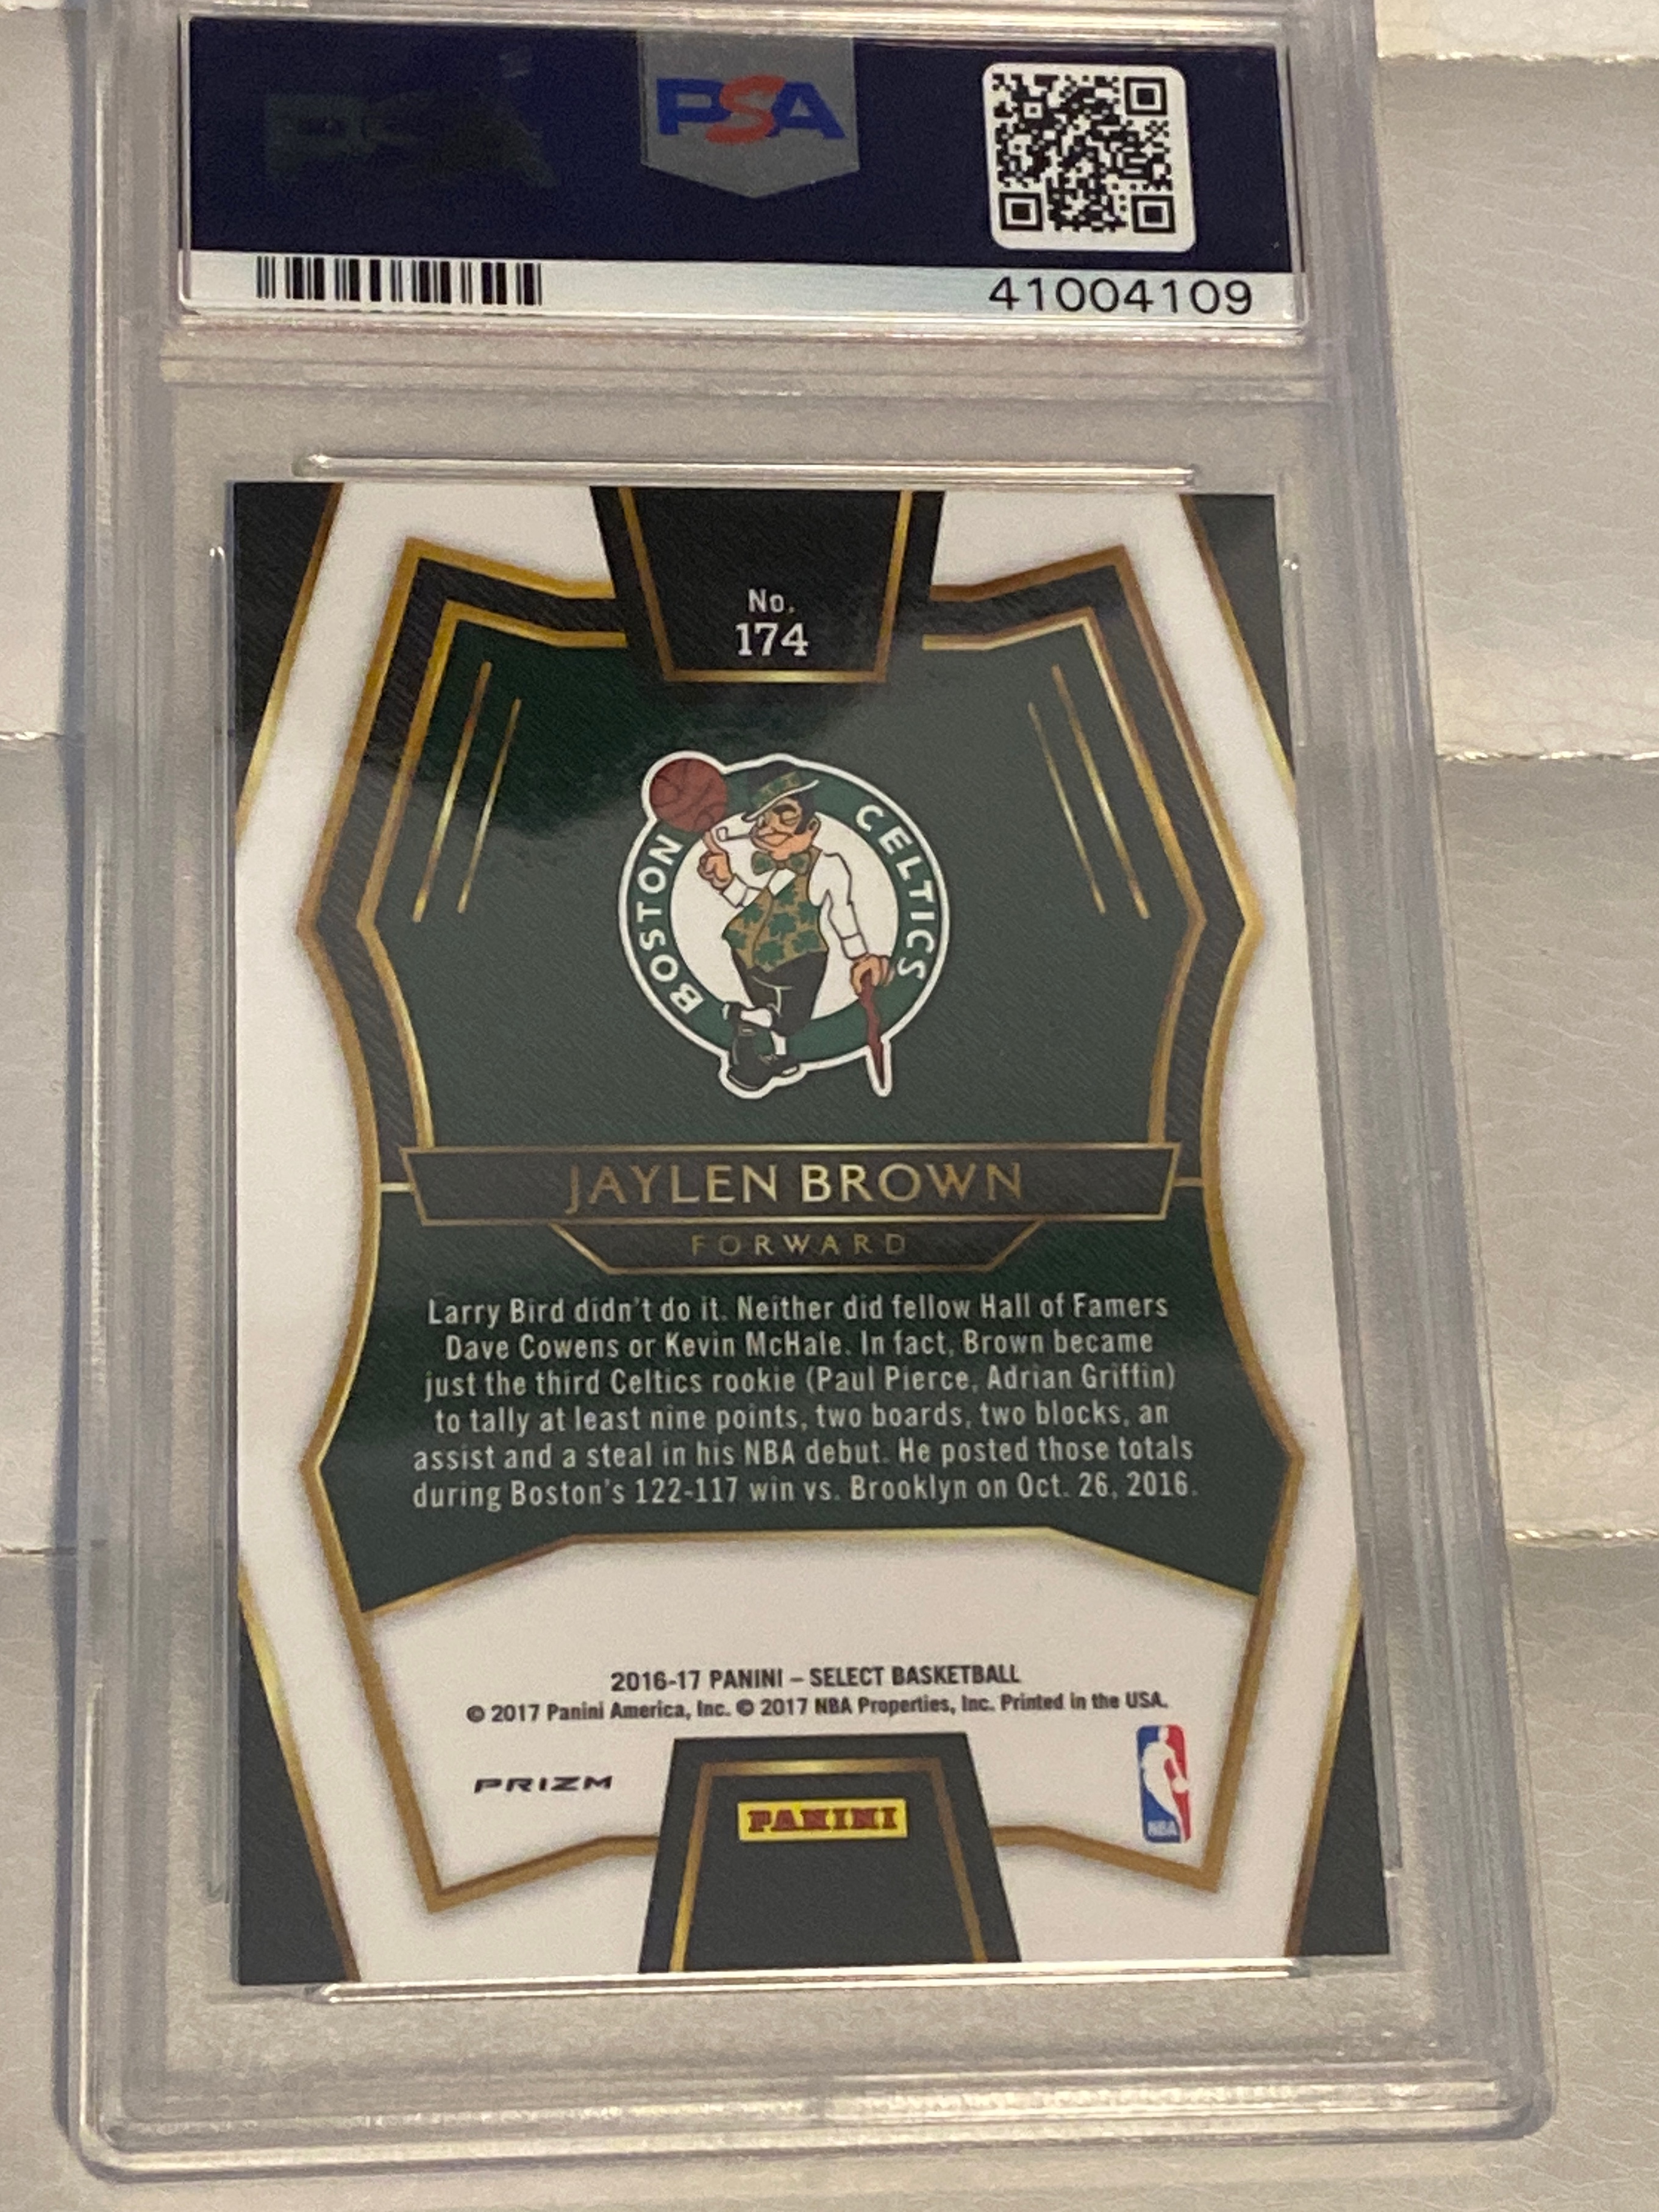 PSA
41004109
No.
174
BOSTON CELTICS
JAYLEN BROWN
FORWARD
Larry Bird didn't do it. Neither did fellow Hall of Famers
Dave Cowens or Kevin McHale. In fact, Brown became
just the third Celtics rookie (Paul Pierce, Adrian Griffin)
to tally at least nine points, two boards, two blocks, an
assist and a steal in his NBA debut. He posted those totals
during Boston's 122-117 win vs. Brooklyn on Oct. 26, 2016.
2016-17 PANINI – SELECT BASKETBALL
© 2017 Panini America, Inc. © 2017 NBA Properties, Inc. Printed in the USA.
PRIZM
PANINI
NBA